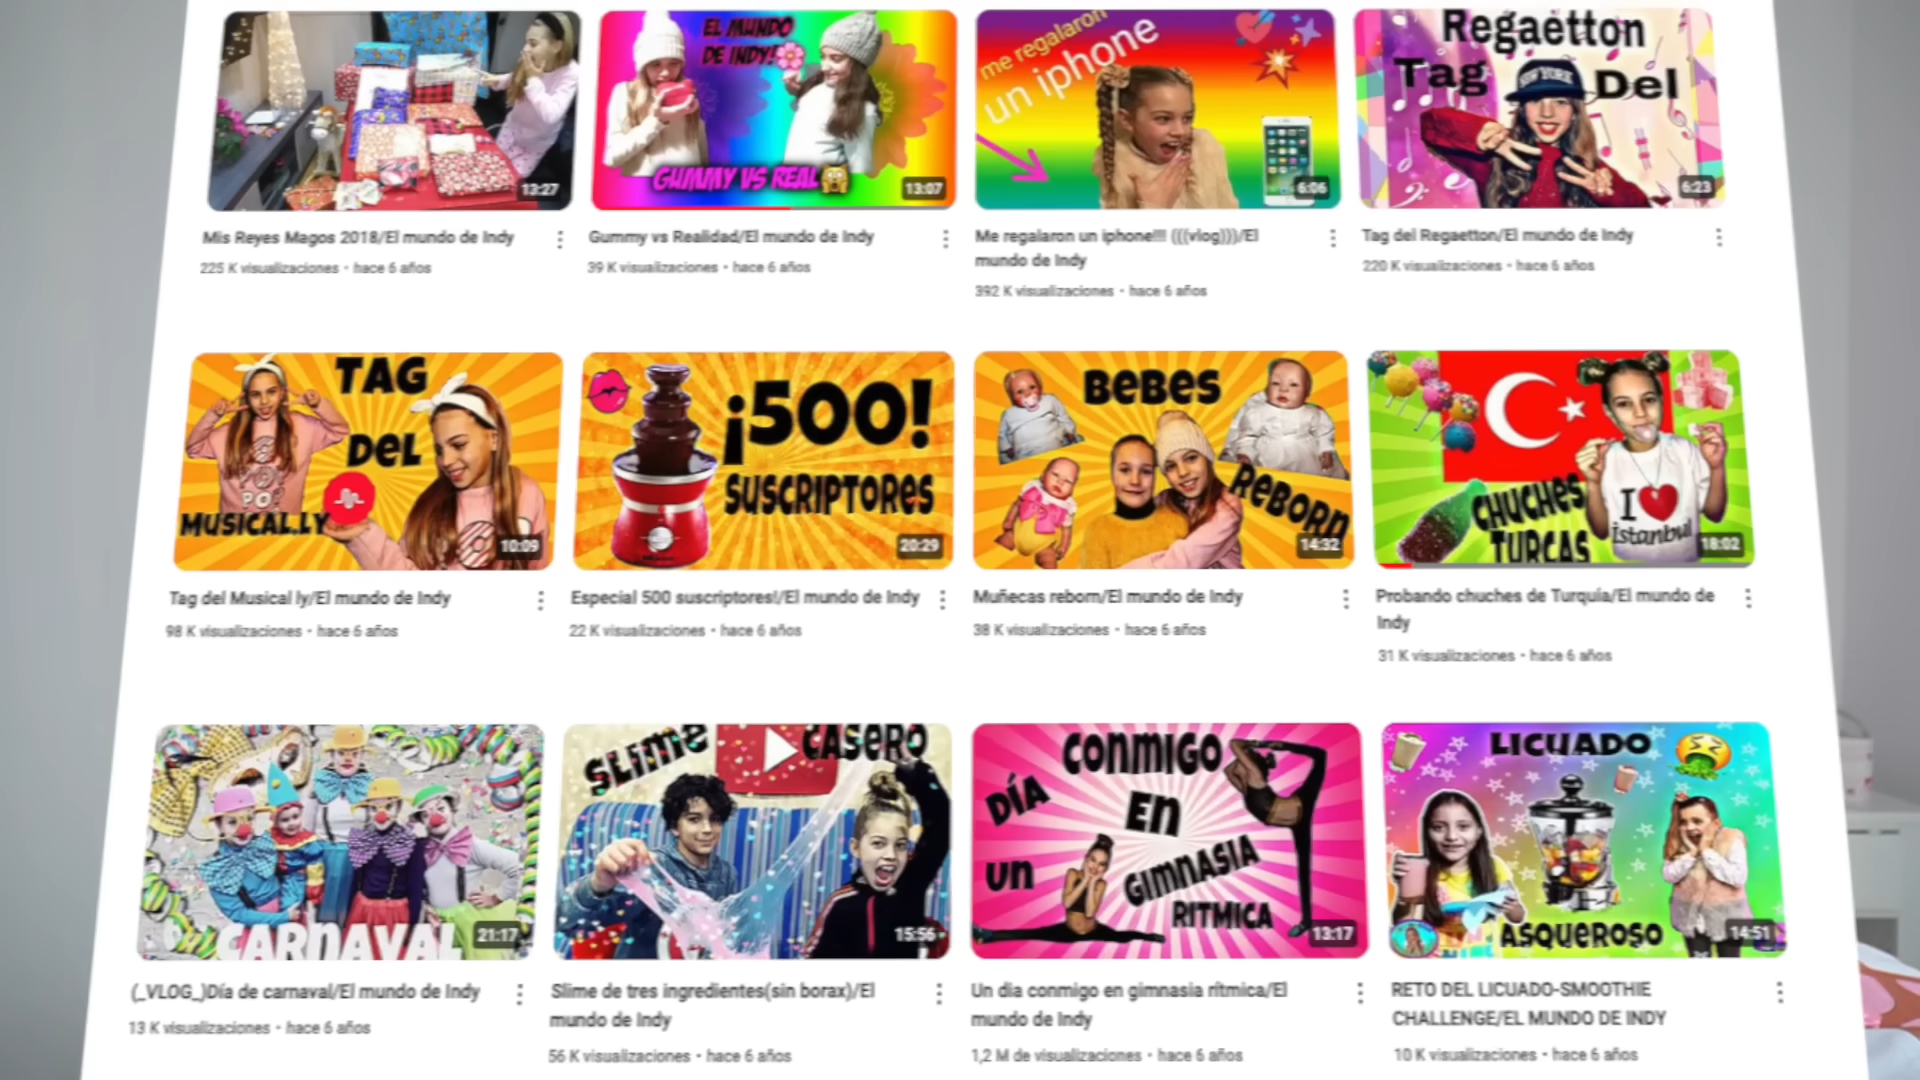 13:27
EL MUNDO
DE INDY!
GUMMY VS REAL
13:07
me regalaron
un iphone
6:06
Regaetton
Tag Del
NEW YORK
6:23
Mis Reyes Magos 2018/El mundo de Indy
225 K visualizaciones • hace 6 años
Gummy vs Realidad/El mundo de Indy
39 K visualizaciones • hace 6 años
Me regalaron un iphone!!! (((vlog)))/El
mundo de Indy
392 K visualizaciones • hace 6 años
Tag del Regaetton/El mundo de Indy
220 K visualizaciones • hace 6 años
TAG
DEL
MUSICAL.LY
10:09
¡500!
SUSCRIPTORES
20:29
BEBES
REBORN
14:32
CHUCHES
TURCAS
I
İstanbul
18:02
Tag del Musical ly/El mundo de Indy
98 K visualizaciones • hace 6 años
Especial 500 suscriptores!/El mundo de Indy
22 K visualizaciones • hace 6 años
Muñecas reborn/El mundo de Indy
38 K visualizaciones • hace 6 años
Probando chuches de Turquía/El mundo de
Indy
31 K visualizaciones • hace 6 años
CARNAVAL
21:17
SLIME CASERO
15:56
DÍA CONMIGO
EN
UN GIMNASIA
RITMICA
13:17
LICUADO
ASQUEROSO
14:51
(_VLOG_)Día de carnaval/El mundo de Indy
13 K visualizaciones • hace 6 años
Slime de tres ingredientes(sin borax)/El
mundo de Indy
56 K visualizaciones • hace 6 años
Un dia conmigo en gimnasia rítmica/El
mundo de Indy
1,2 M de visualizaciones • hace 6 años
RETO DEL LICUADO-SMOOTHIE
CHALLENGE/EL MUNDO DE INDY
10 K visualizaciones • hace 6 años